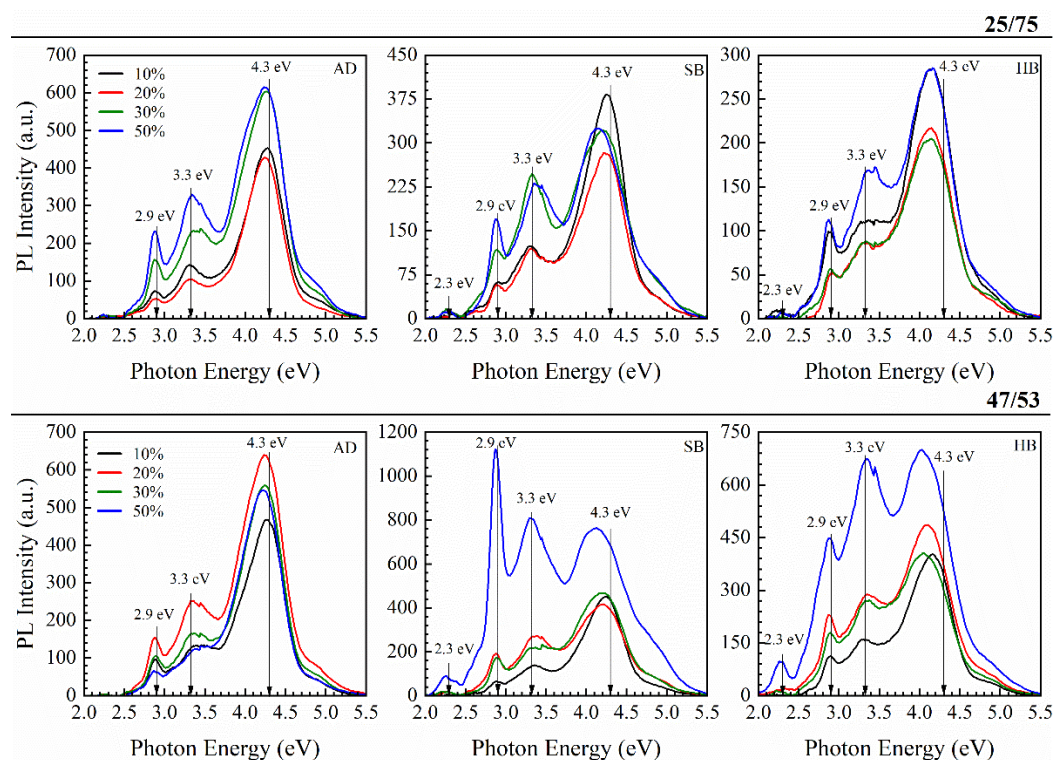 25/75
PL Intensity (a.u.)
700
600
500
400
300
200
100
0
10%
20%
30%
50%
AD
4.3 eV
3.3 eV
2.9 eV
2.0 2.5 3.0 3.5 4.0 4.5 5.0 5.5
Photon Energy (eV)
450
375
300
225
150
75
0
SB
4.3 eV
3.3 eV
2.9 eV
2.3 eV
2.0 2.5 3.0 3.5 4.0 4.5 5.0 5.5
Photon Energy (eV)
300
250
200
150
100
50
0
HB
4.3 eV
3.3 eV
2.9 eV
2.3 eV
2.0 2.5 3.0 3.5 4.0 4.5 5.0 5.5
Photon Energy (eV)
47/53
PL Intensity (a.u.)
700
600
500
400
300
200
100
0
10%
20%
30%
50%
AD
4.3 eV
3.3 eV
2.9 eV
2.0 2.5 3.0 3.5 4.0 4.5 5.0 5.5
Photon Energy (eV)
1200
1000
800
600
400
200
0
SB
2.9 eV
3.3 eV
4.3 eV
2.3 eV
2.0 2.5 3.0 3.5 4.0 4.5 5.0 5.5
Photon Energy (eV)
750
600
450
300
150
0
HB
3.3 eV
4.3 eV
2.9 eV
2.3 eV
2.0 2.5 3.0 3.5 4.0 4.5 5.0 5.5
Photon Energy (eV)